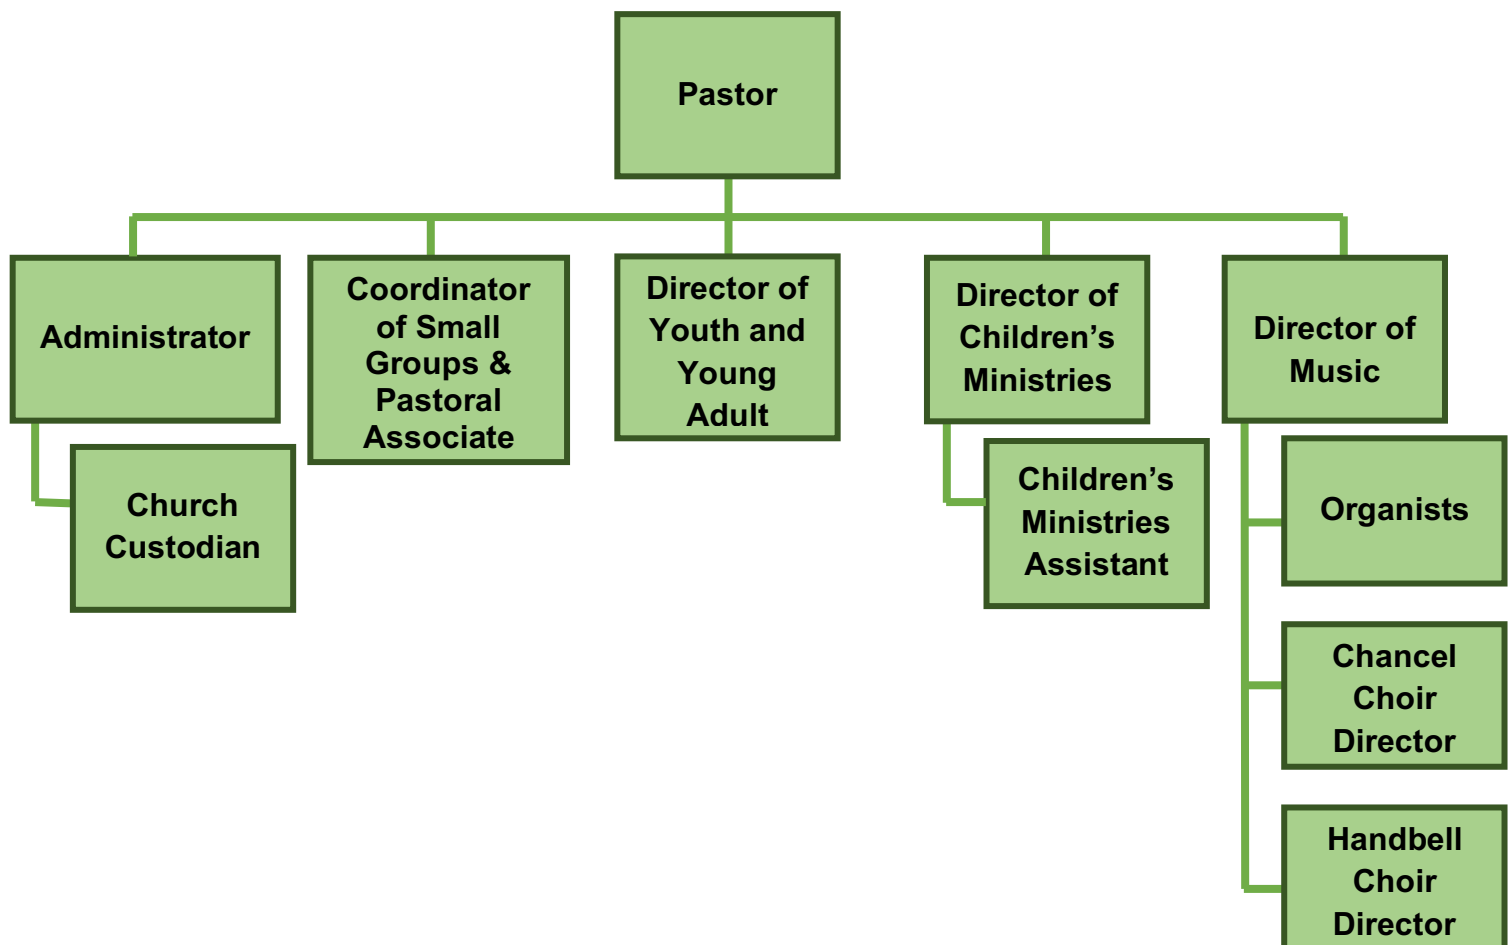 Pastor
Administrator
Coordinator
of Small
Groups &
Pastoral
Associate
Director of
Youth and
Young
Adult
Director of
Children’s
Ministries
Director of
Music
Church
Custodian
Children’s
Ministries
Assistant
Organists
Chancel
Choir
Director
Handbell
Choir
Director